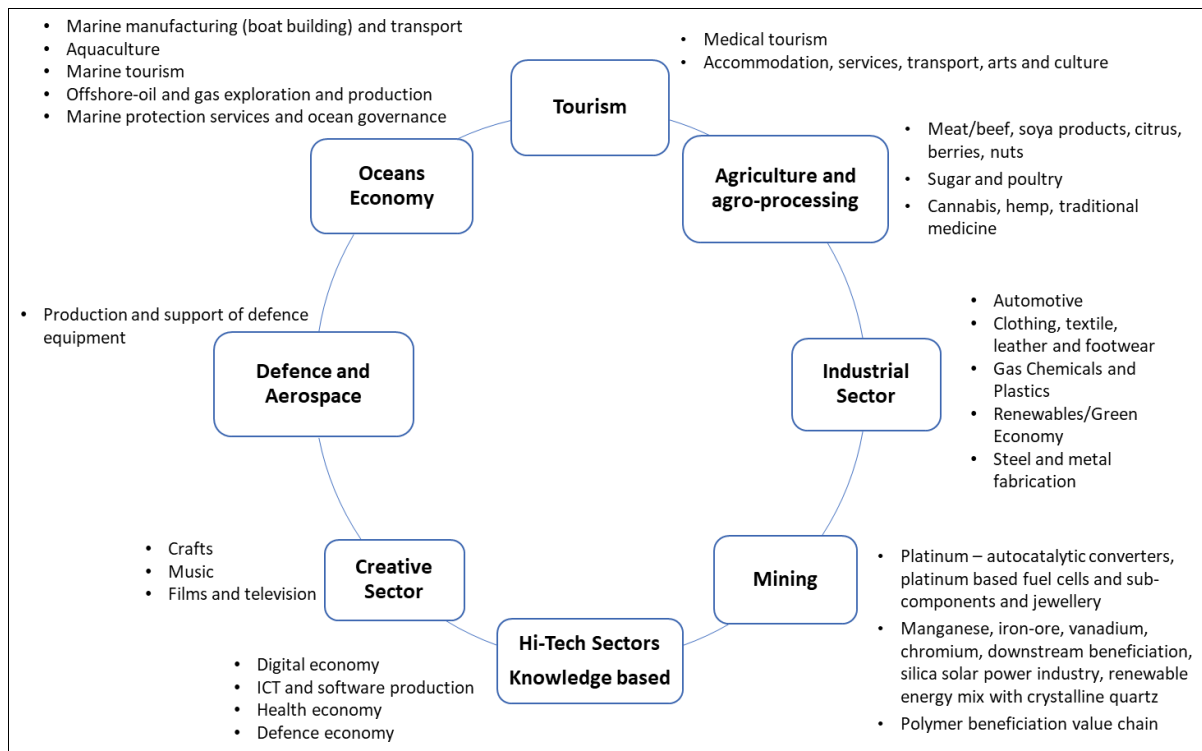 • Marine manufacturing (boat building) and transport
• Aquaculture
• Marine tourism
• Offshore-oil and gas exploration and production
• Marine protection services and ocean governance
Tourism
• Medical tourism
• Accommodation, services, transport, arts and culture
Oceans
Economy
Agriculture and
agro-processing
• Meat/beef, soya products, citrus,
berries, nuts
• Sugar and poultry
• Cannabis, hemp, traditional
medicine
• Production and support of defence
equipment
Defence and
Aerospace
Industrial
Sector
• Automotive
• Clothing, textile,
leather and footwear
• Gas Chemicals and
Plastics
• Renewables/Green
Economy
• Steel and metal
fabrication
• Crafts
• Music
• Films and television
Creative
Sector
Mining
• Platinum – autocatalytic converters,
platinum based fuel cells and sub-
components and jewellery
• Manganese, iron-ore, vanadium,
chromium, downstream beneficiation,
silica solar power industry, renewable
energy mix with crystalline quartz
• Polymer beneficiation value chain
Hi-Tech Sectors
Knowledge based
• Digital economy
• ICT and software production
• Health economy
• Defence economy